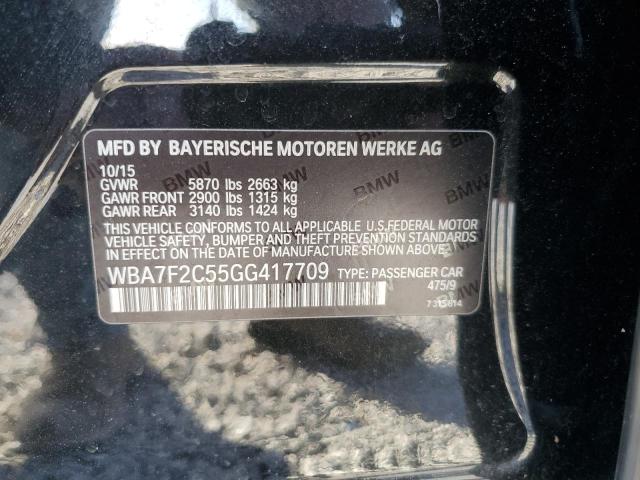 MFD BY BAYERISCHE MOTOREN WERKE AG
10/15
GVWR 5870 lbs 2663 kg
GAWR FRONT 2900 lbs 1315 kg
GAWR REAR 3140 lbs 1424 kg
THIS VEHICLE CONFORMS TO ALL APPLICABLE U.S.FEDERAL MOTOR
VEHICLE SAFETY, BUMPER AND THEFT PREVENTION STANDARDS
IN EFFECT ON THE DATE OF MANUFACTURE SHOWN ABOVE.
WBA7F2C55GG417709 TYPE: PASSENGER CAR
475/9